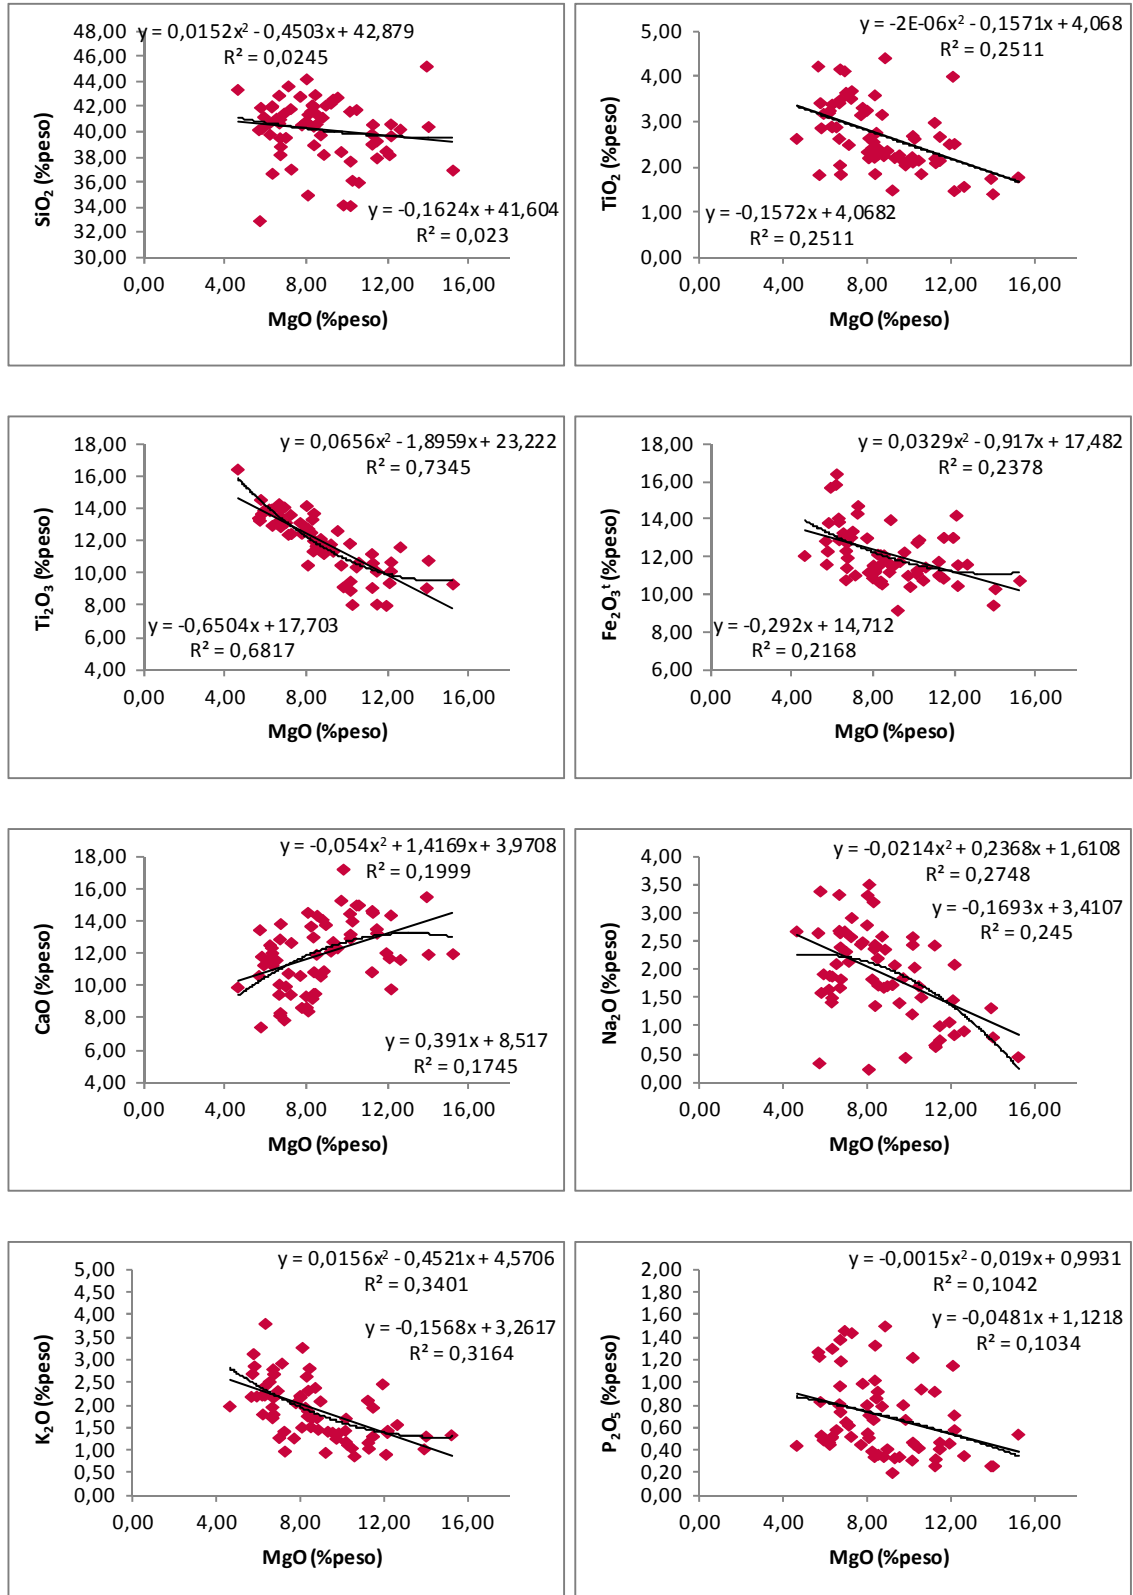 y = 0,0152x² - 0,4503x + 42,879
R² = 0,0245
48,00
46,00
44,00
42,00
40,00
38,00
36,00
34,00
32,00
30,00
SiO₂ (%peso)
y = -0,1624x + 41,604
R² = 0,023
0,00 4,00 8,00 12,00 16,00
MgO (%peso)
y = -2E-06x² - 0,1571x + 4,068
R² = 0,2511
5,00
4,00
3,00
2,00
1,00
0,00
TiO₂ (%peso)
y = -0,1572x + 4,0682
R² = 0,2511
0,00 4,00 8,00 12,00 16,00
MgO (%peso)
y = 0,0656x² - 1,8959x + 23,222
R² = 0,7345
18,00
16,00
14,00
12,00
10,00
8,00
6,00
4,00
Ti₂O₃ (%peso)
y = -0,6504x + 17,703
R² = 0,6817
0,00 4,00 8,00 12,00 16,00
MgO (%peso)
y = 0,0329x² - 0,917x + 17,482
R² = 0,2378
18,00
16,00
14,00
12,00
10,00
8,00
6,00
Fe₂O₃ᵗ (%peso)
y = -0,292x + 14,712
R² = 0,2168
0,00 4,00 8,00 12,00 16,00
MgO (%peso)
y = -0,054x² + 1,4169x + 3,9708
R² = 0,1999
18,00
16,00
14,00
12,00
10,00
8,00
6,00
4,00
CaO (%peso)
y = 0,391x + 8,517
R² = 0,1745
0,00 4,00 8,00 12,00 16,00
MgO (%peso)
y = -0,0214x² + 0,2368x + 1,6108
R² = 0,2748
y = -0,1693x + 3,4107
R² = 0,245
4,00
3,50
3,00
2,50
2,00
1,50
1,00
0,50
0,00
Na₂O (%peso)
0,00 4,00 8,00 12,00 16,00
MgO (%peso)
y = 0,0156x² - 0,4521x + 4,5706
R² = 0,3401
y = -0,1568x + 3,2617
R² = 0,3164
5,00
4,50
4,00
3,50
3,00
2,50
2,00
1,50
1,00
0,50
0,00
K₂O (%peso)
0,00 4,00 8,00 12,00 16,00
MgO (%peso)
y = -0,0015x² - 0,019x + 0,9931
R² = 0,1042
y = -0,0481x + 1,1218
R² = 0,1034
2,00
1,80
1,60
1,40
1,20
1,00
0,80
0,60
0,40
0,20
0,00
P₂O₅ (%peso)
0,00 4,00 8,00 12,00 16,00
MgO (%peso)